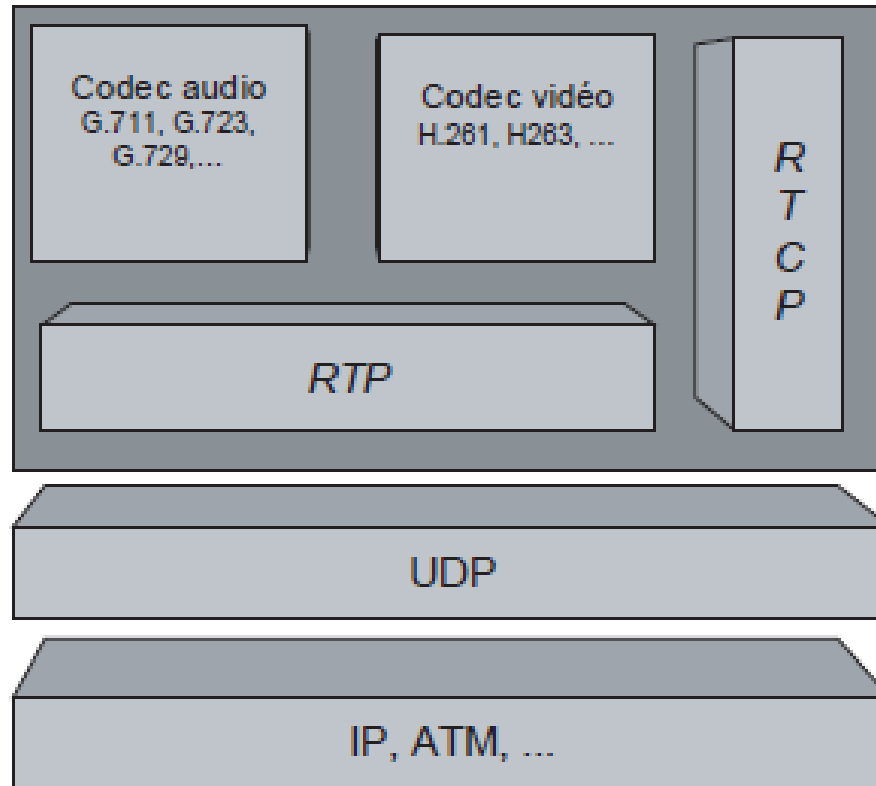 Codec audio
G.711, G.723,
G.729,...
Codec vidéo
H.261, H263, ...
R
T
C
P
RTP
UDP
IP, ATM, ...